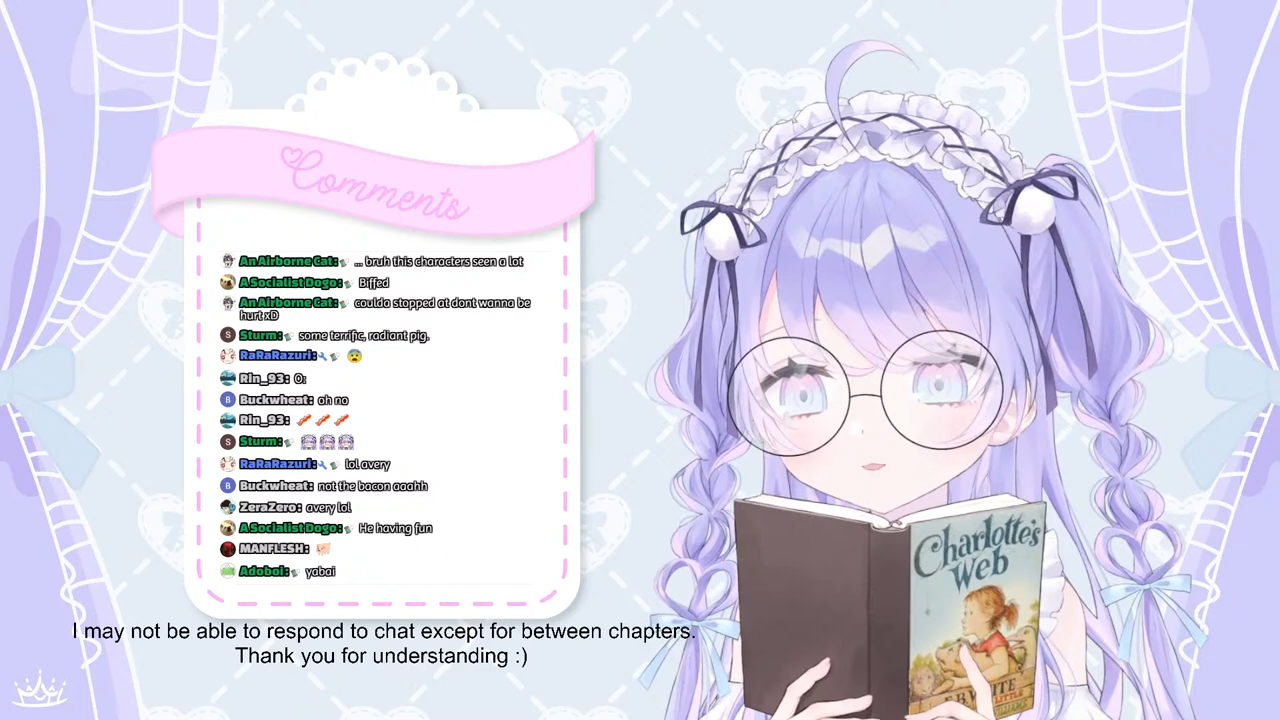 Comments
An Airborne Cat: ... bruh this characters seen a lot
A Socialist Dogo: Biffed
An Airborne Cat: coulda stopped at dont wanna be
hurt xD
Sturm: some terrific, radiant pig.
RaRaRazuri:
Rin_93: O:
Buckwheat: oh no
Rin_93:
Sturm:
RaRaRazuri: lol avery
Buckwheat: not the bacon aaahh
ZeraZero: avery lol
A Socialist Dogo: He having fun
MANFLESH:
Adoboi: yabai
I may not be able to respond to chat except for between chapters.
Thank you for understanding :)
Charlotte's
Web
E.B. WHITE